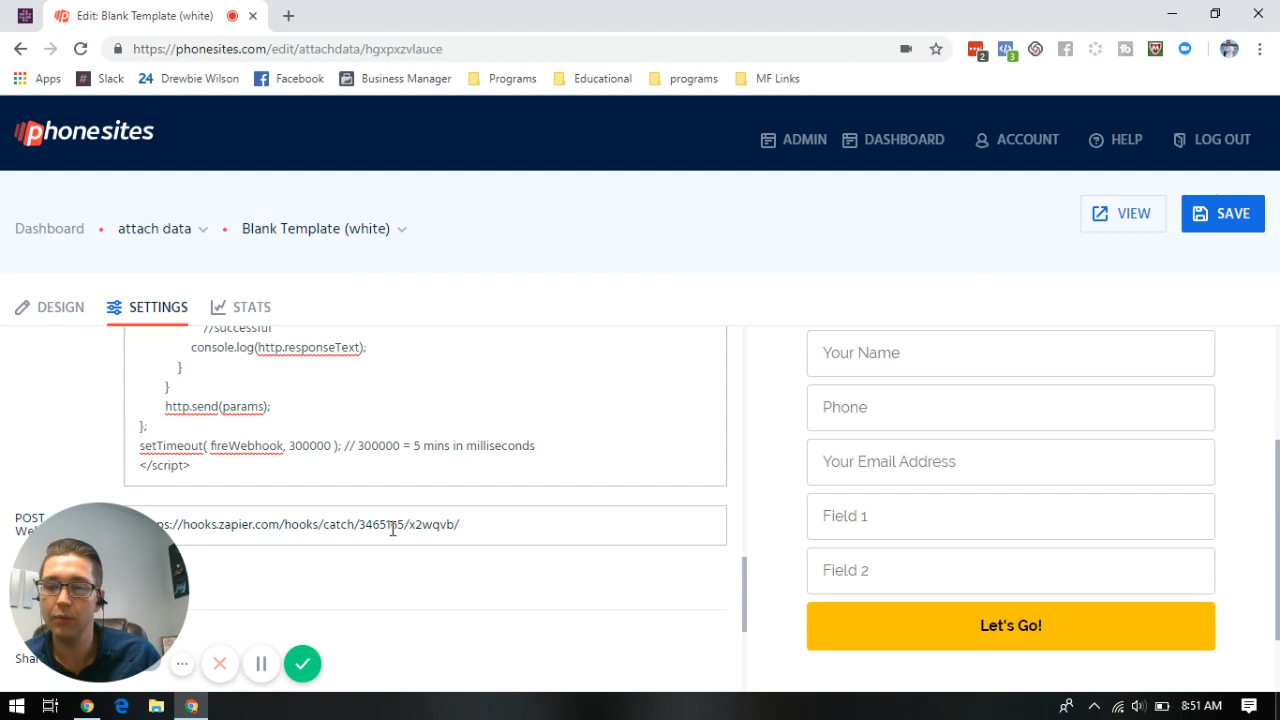 Edit: Blank Template (white)
https://phonesites.com/edit/attachdata/hgxpxzvlauce
2
3
Apps
Slack
24 Drewbie Wilson
Facebook
Business Manager
Programs
Educational
programs
MF Links
phonesites
ADMIN
DASHBOARD
ACCOUNT
HELP
LOG OUT
Dashboard • attach data • Blank Template (white)
VIEW
SAVE
DESIGN
SETTINGS
STATS
//successful
console.log(http.responseText);
}
}
http.send(params);
};
setTimeout( fireWebhook, 300000 ); // 300000 = 5 mins in milliseconds
</script>
POST
ps://hooks.zapier.com/hooks/catch/
/x2wqvb/
Your Name
Phone
Your Email Address
Field 1
Field 2
Let's Go!
8:51 AM